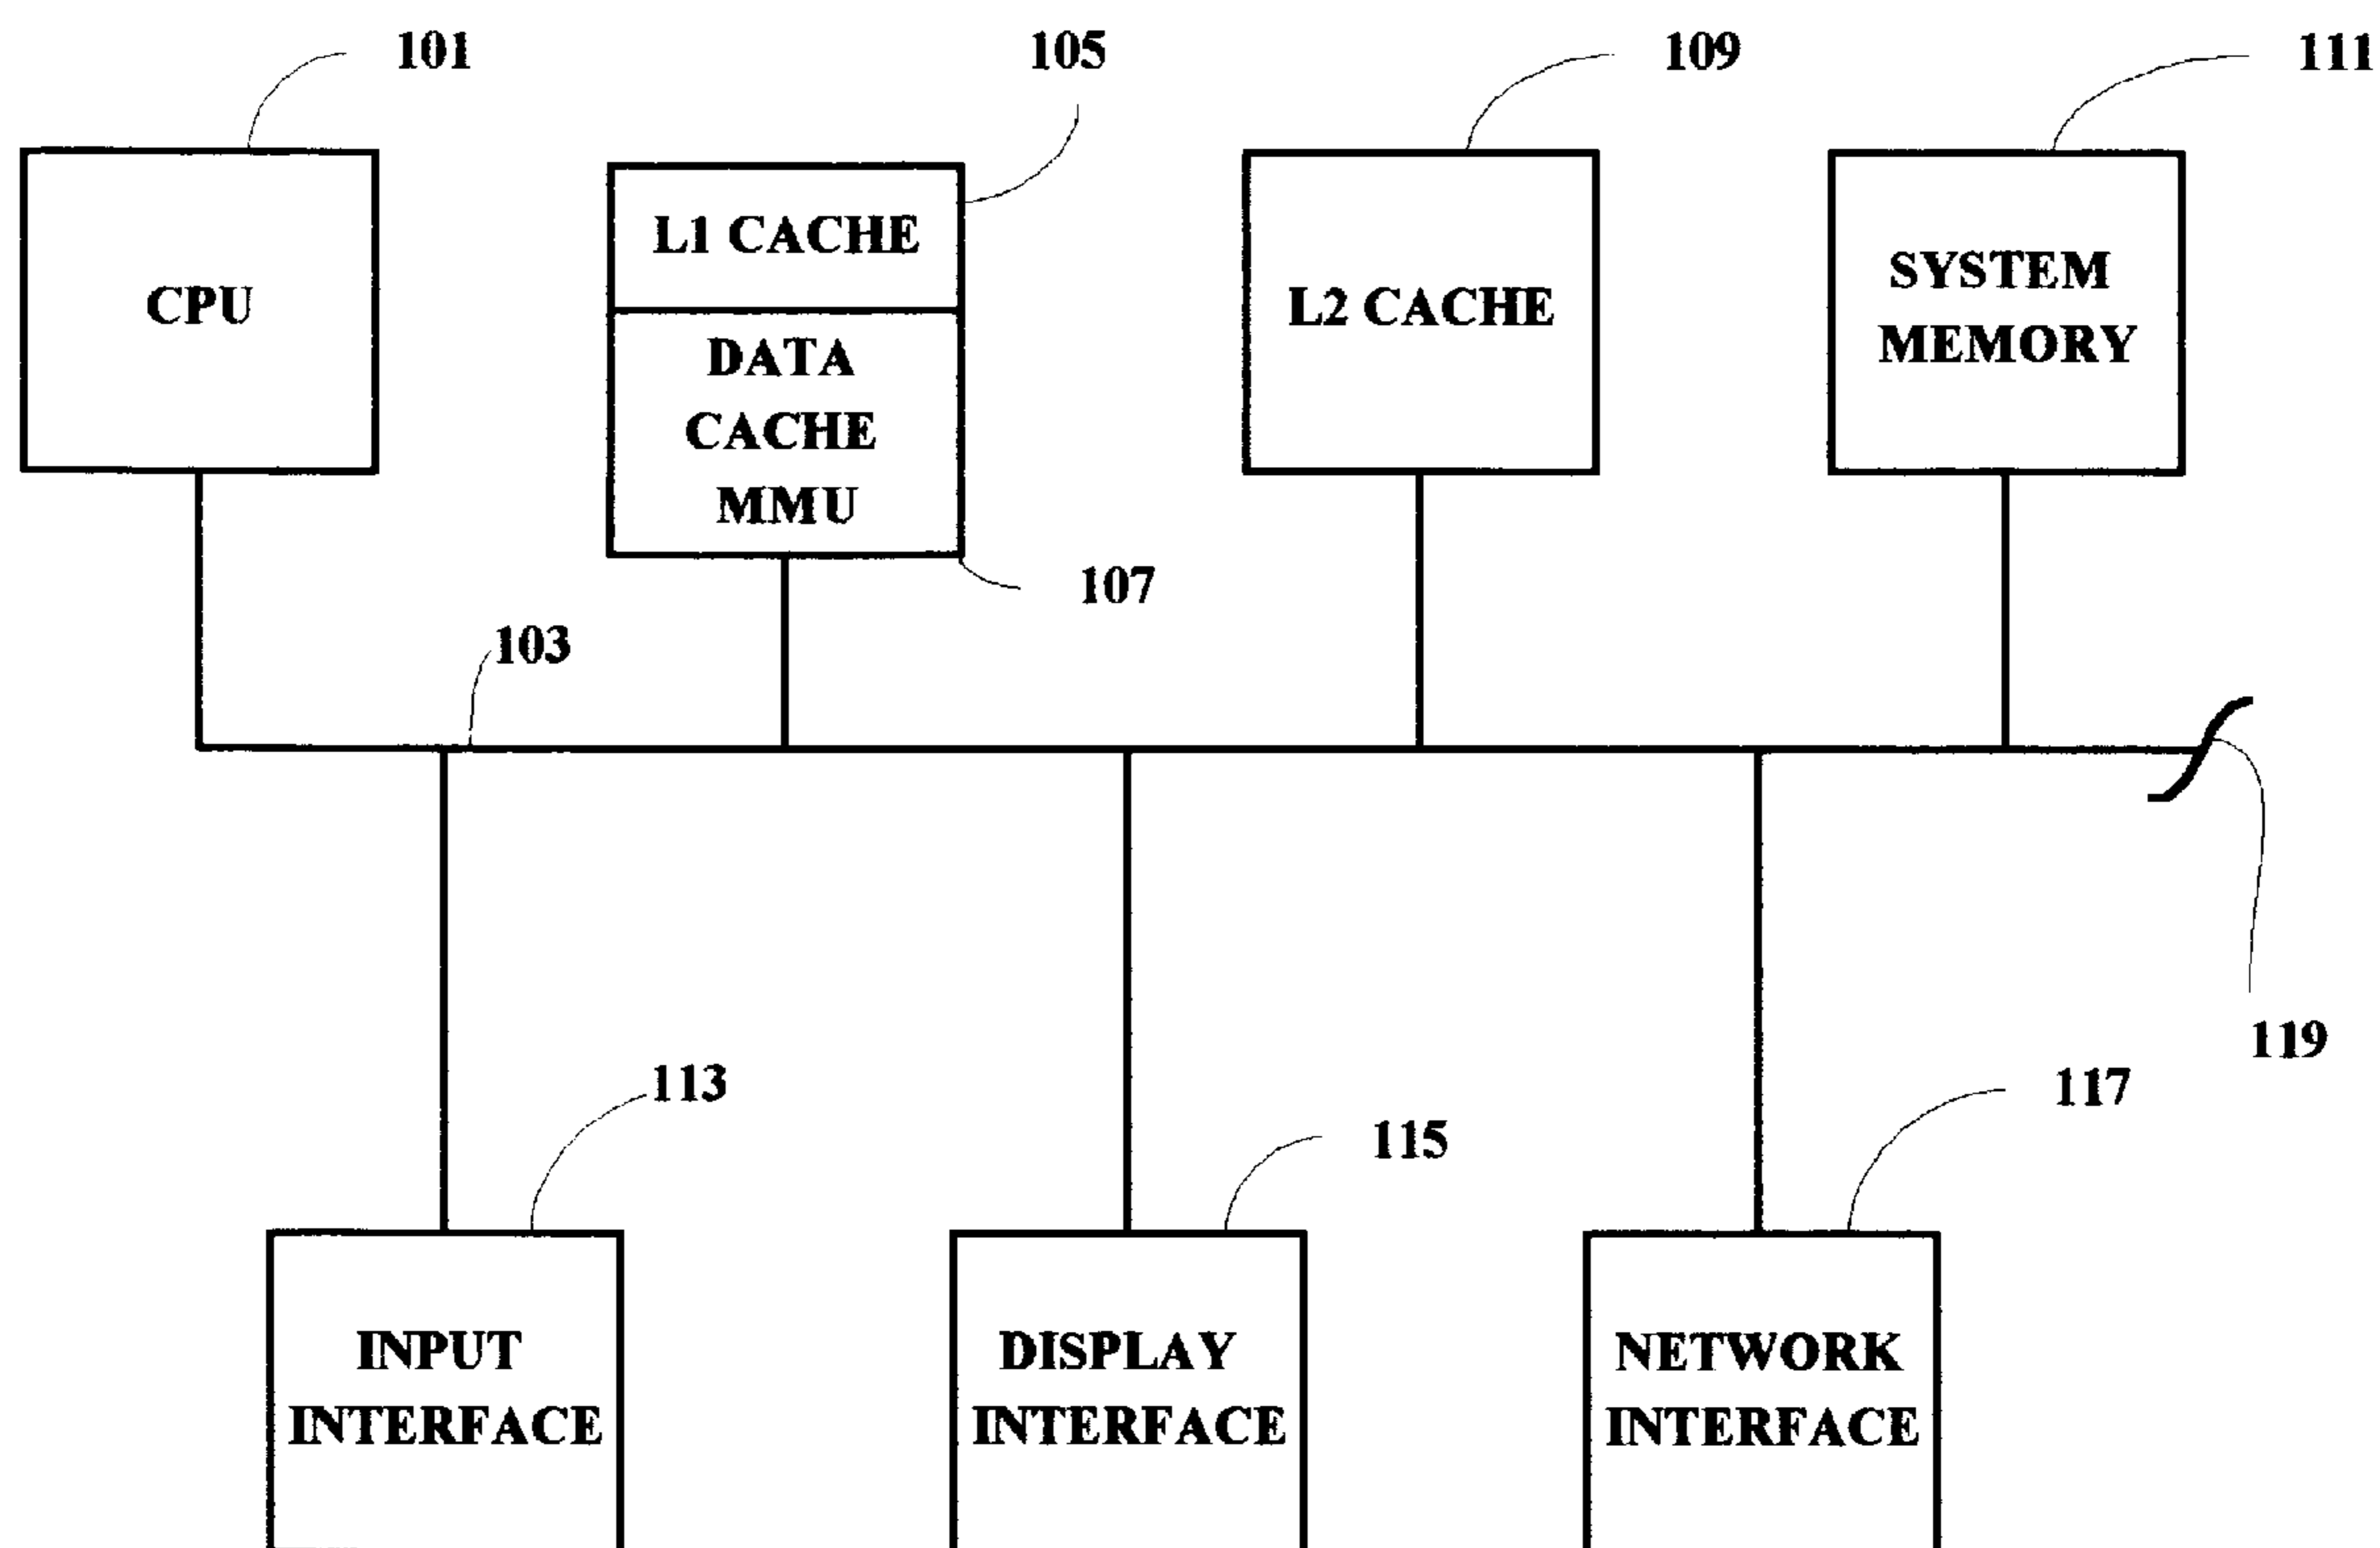 101
105
109
111
CPU
L1 CACHE
DATA
CACHE
MMU
L2 CACHE
SYSTEM
MEMORY
107
103
119
113
115
117
INPUT
INTERFACE
DISPLAY
INTERFACE
NETWORK
INTERFACE